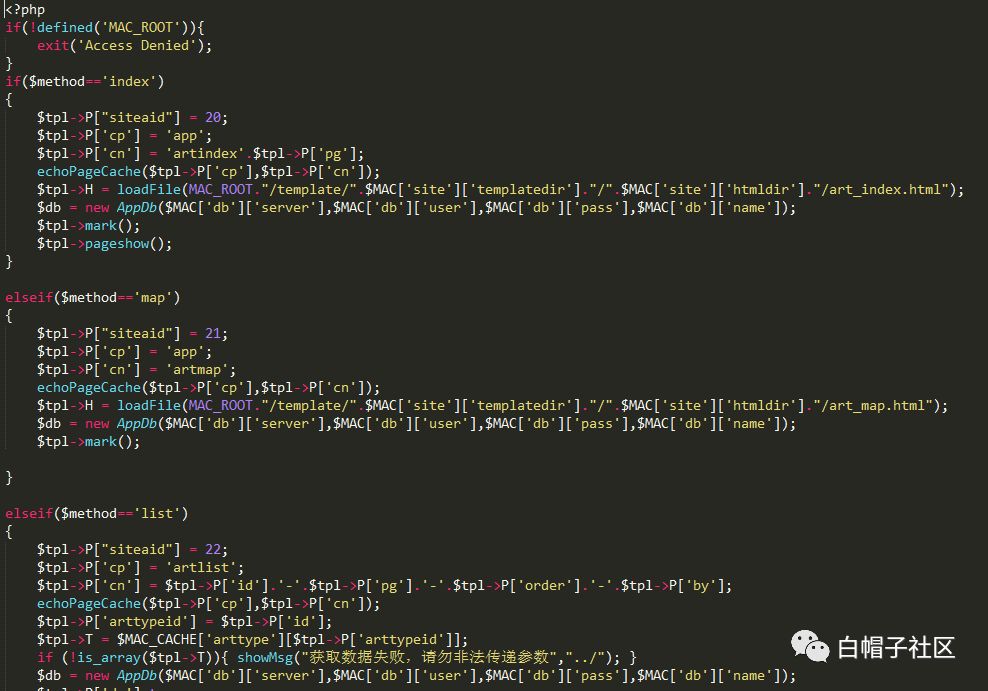 <?php
if(!defined('MAC_ROOT')){
    exit('Access Denied');
}
if($method=='index')
{
    $tpl->P["siteaid"] = 20;
    $tpl->P['cp'] = 'app';
    $tpl->P['cn'] = 'artindex'.$tpl->P['pg'];
    echoPageCache($tpl->P['cp'],$tpl->P['cn']);
    $tpl->H = loadFile(MAC_ROOT."/template/".$MAC['site']['templatedir']."/".$MAC['site']['htmldir']."/art_index.html");
    $db = new AppDb($MAC['db']['server'],$MAC['db']['user'],$MAC['db']['pass'],$MAC['db']['name']);
    $tpl->mark();
    $tpl->pageshow();
}
elseif($method=='map')
{
    $tpl->P["siteaid"] = 21;
    $tpl->P['cp'] = 'app';
    $tpl->P['cn'] = 'artmap';
    echoPageCache($tpl->P['cp'],$tpl->P['cn']);
    $tpl->H = loadFile(MAC_ROOT."/template/".$MAC['site']['templatedir']."/".$MAC['site']['htmldir']."/art_map.html");
    $db = new AppDb($MAC['db']['server'],$MAC['db']['user'],$MAC['db']['pass'],$MAC['db']['name']);
    $tpl->mark();
}
elseif($method=='list')
{
    $tpl->P["siteaid"] = 22;
    $tpl->P['cp'] = 'artlist';
    $tpl->P['cn'] = $tpl->P['id'].'-'.$tpl->P['pg'].'-'.$tpl->P['order'].'-'.$tpl->P['by'];
    echoPageCache($tpl->P['cp'],$tpl->P['cn']);
    $tpl->P['arttypeid'] = $tpl->P['id'];
    $tpl->T = $MAC_CACHE['arttype'][$tpl->P['arttypeid']];
    if (!is_array($tpl->T)){ showMsg("获取数据失败，请勿非法传递参数","../"); }
    $db = new AppDb($MAC['db']['server'],$MAC['db']['user'],$MAC['db']['pass'],$MAC['db']['name']);
白帽子社区